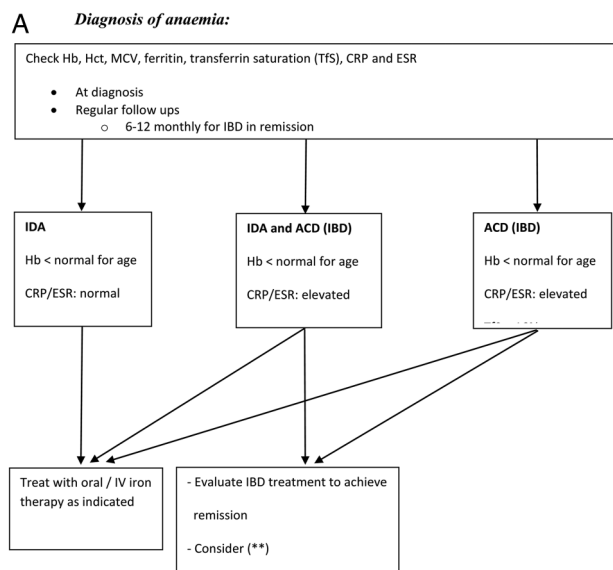 A
Diagnosis of anaemia:
Check Hb, Hct, MCV, ferritin, transferrin saturation (TfS), CRP and ESR
• At diagnosis
• Regular follow ups
o 6-12 monthly for IBD in remission
IDA
Hb < normal for age
CRP/ESR: normal
IDA and ACD (IBD)
Hb < normal for age
CRP/ESR: elevated
ACD (IBD)
Hb < normal for age
CRP/ESR: elevated
Treat with oral / IV iron
therapy as indicated
- Evaluate IBD treatment to achieve
remission
- Consider (**)